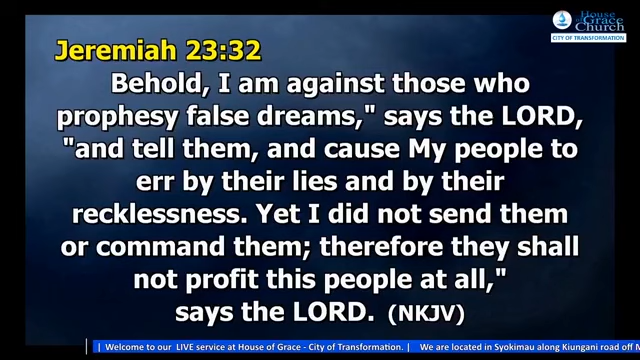 House
of Grace
Church
CITY OF TRANSFORMATION
Jeremiah 23:32
Behold, I am against those who
prophesy false dreams," says the LORD,
"and tell them, and cause My people to
err by their lies and by their
recklessness. Yet I did not send them
or command them; therefore they shall
not profit this people at all,"
says the LORD. (NKJV)
| Welcome to our LIVE service at House of Grace - City of Transformation. | We are located in Syokimau along Kiungani road off M